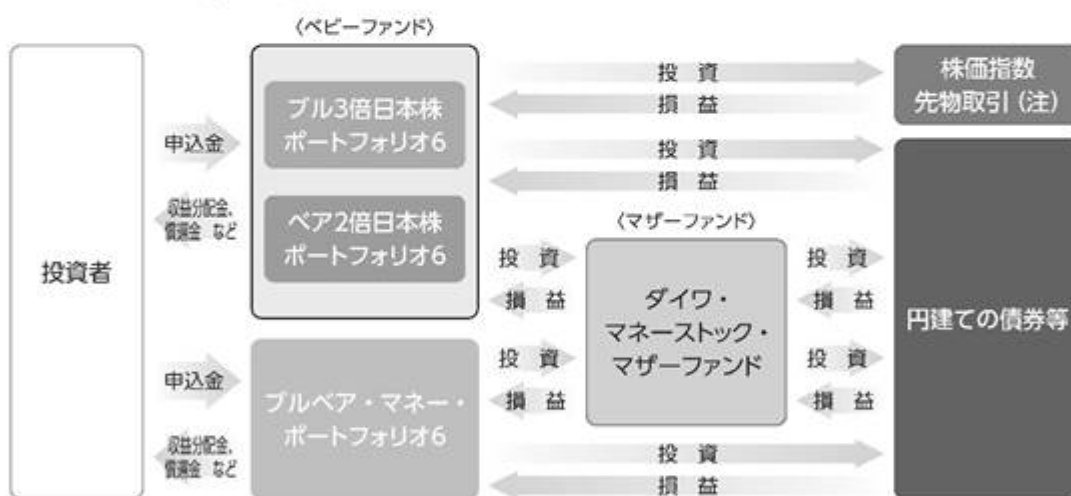 〈ベビーファンド〉
投資者
申込金
収益分配金、
償還金 など
ブル3倍日本株
ポートフォリオ6
ベア2倍日本株
ポートフォリオ6
投 資
損 益
株価指数
先物取引(注)
投 資
損 益
〈マザーファンド〉
投 資
損 益
ダイワ・
マネーストック・
マザーファンド
投 資
損 益
円建ての債券等
申込金
収益分配金、
償還金 など
ブルベア・マネー・
ポートフォリオ6
投 資
損 益
投 資
損 益
投 資
損 益